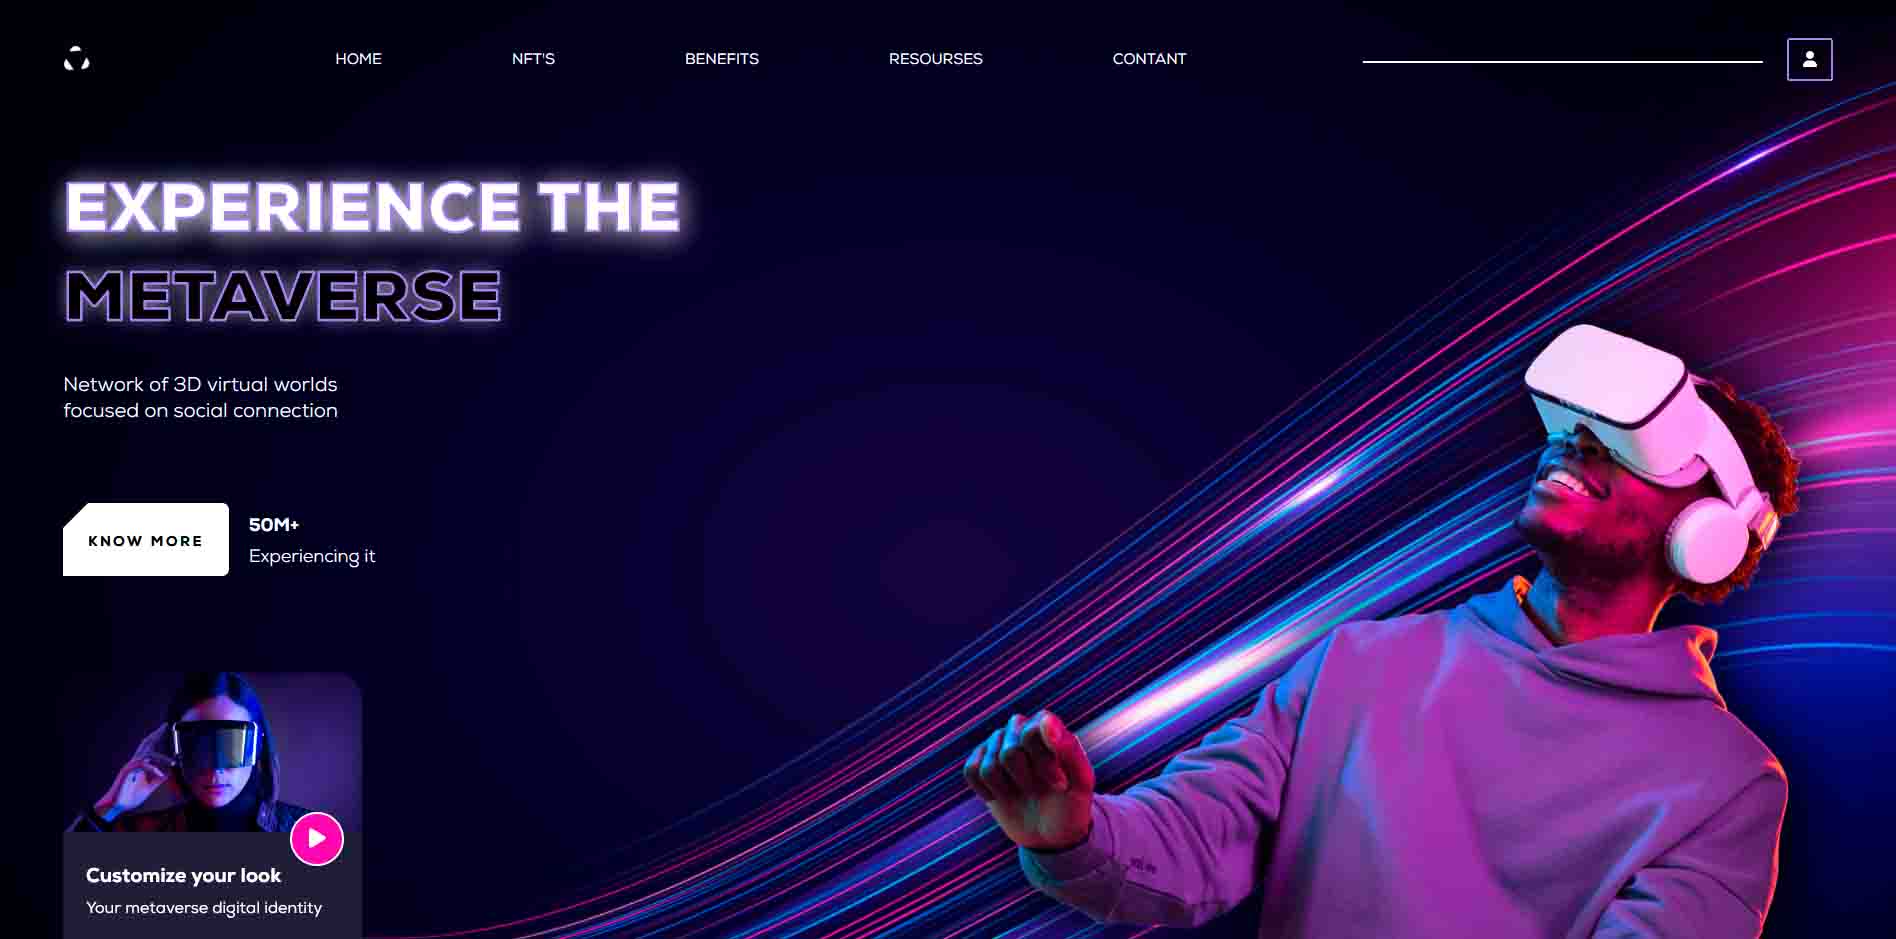 HOME
NFT'S
BENEFITS
RESOURSES
CONTANT
EXPERIENCE THE
METAVERSE
Network of 3D virtual worlds
focused on social connection
KNOW MORE
50M+
Experiencing it
Customize your look
Your metaverse digital identity